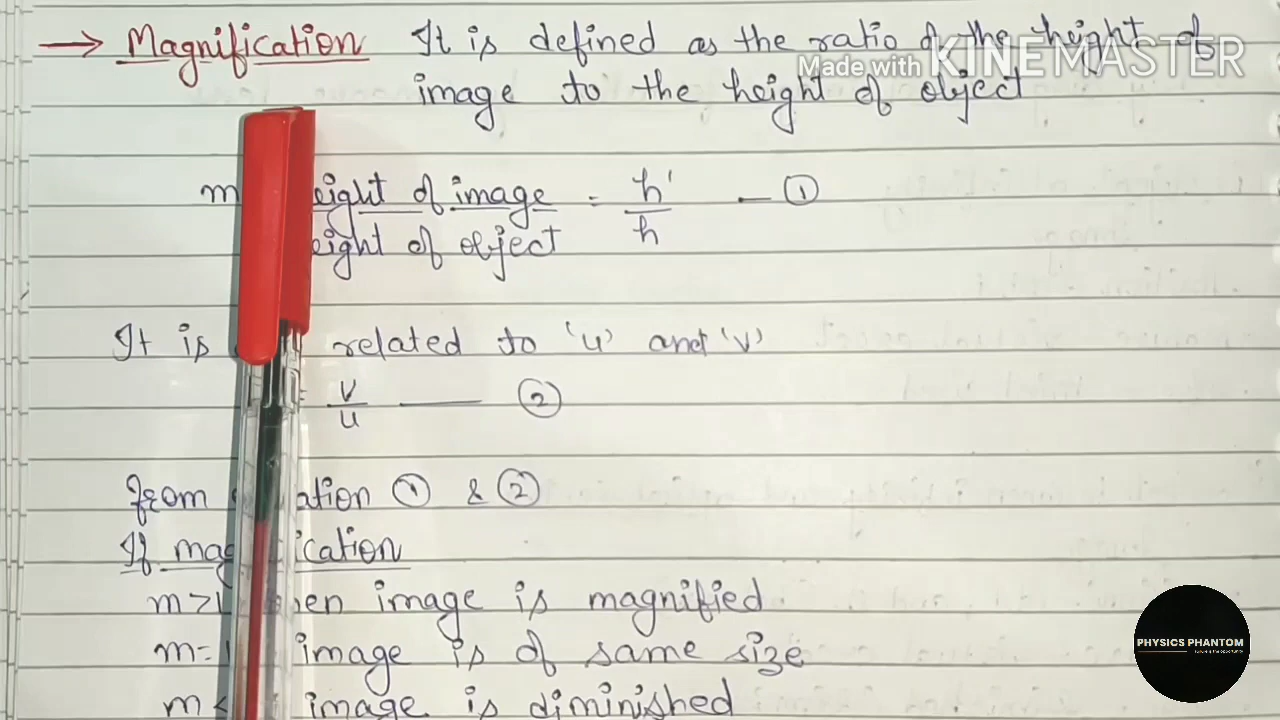 → Magnification It is defined as the ratio of the height of
Made with KINEMASTER
image to the height of object
m eight of image = h' — ①
eight of object h
It is related to 'u' and 'v'
= v — ②
u
from ation ① & ②
If mag ication
m>1 en image is magnified
m= image is of same size
m< image is diminished
PHYSICS PHANTOM